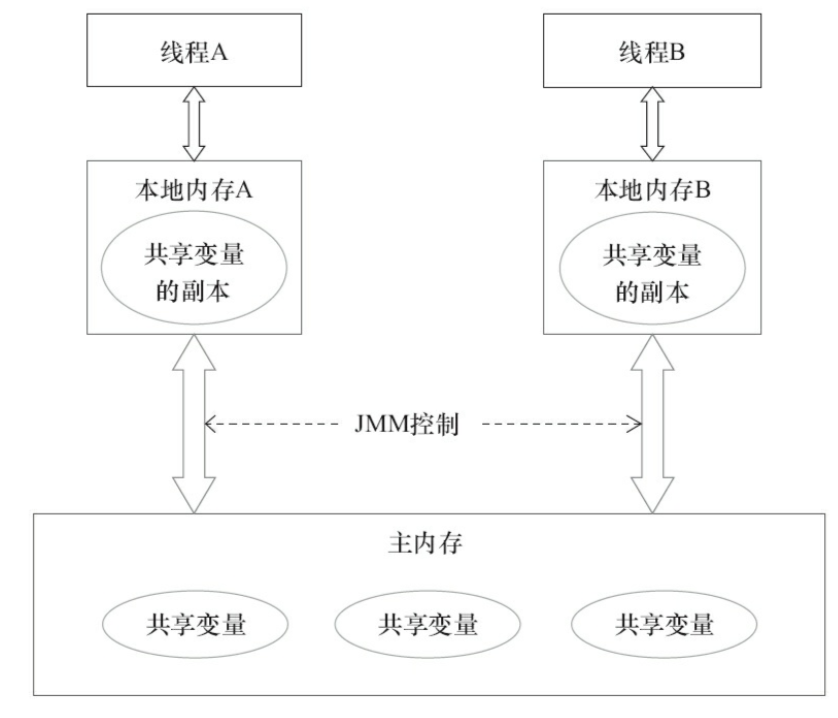 线程A
线程B
本地内存A
本地内存B
共享变量
的副本
共享变量
的副本
JMM控制
主内存
共享变量
共享变量
共享变量